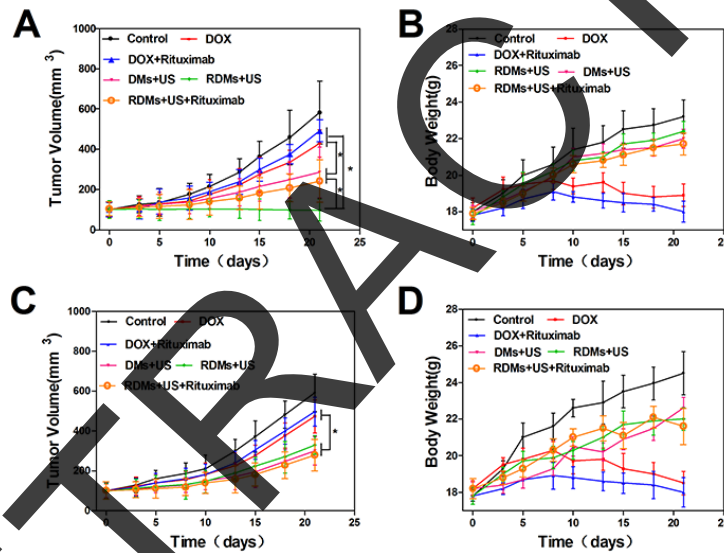 A
Tumor Volume(mm 3)
1000
800
600
400
200
0
Control DOX
DOX+Rituximab
DMs+US RDMs+US
RDMs+US+Rituximab
*
*
*
0 5 10 15 20 25
Time（days）
B
Body Weight(g)
28
26
24
22
20
18
Control DOX
DOX+Rituximab
RDMs+US DMs+US
RDMs+US+Rituximab
0 5 10 15 20
Time（days）
C
Tumor Volume(mm 3)
1000
800
600
400
200
0
Control DOX
DOX+Rituximab
DMs+US RDMs+US
RDMs+US+Rituximab
*
0 5 10 15 20 25
Time（days）
D
Body Weight(g)
28
26
24
22
20
18
Control DOX
DOX+Rituximab
DMs+US RDMs+US
RDMs+US+Rituximab
0 5 10 15 20
Time（days）
TRAC